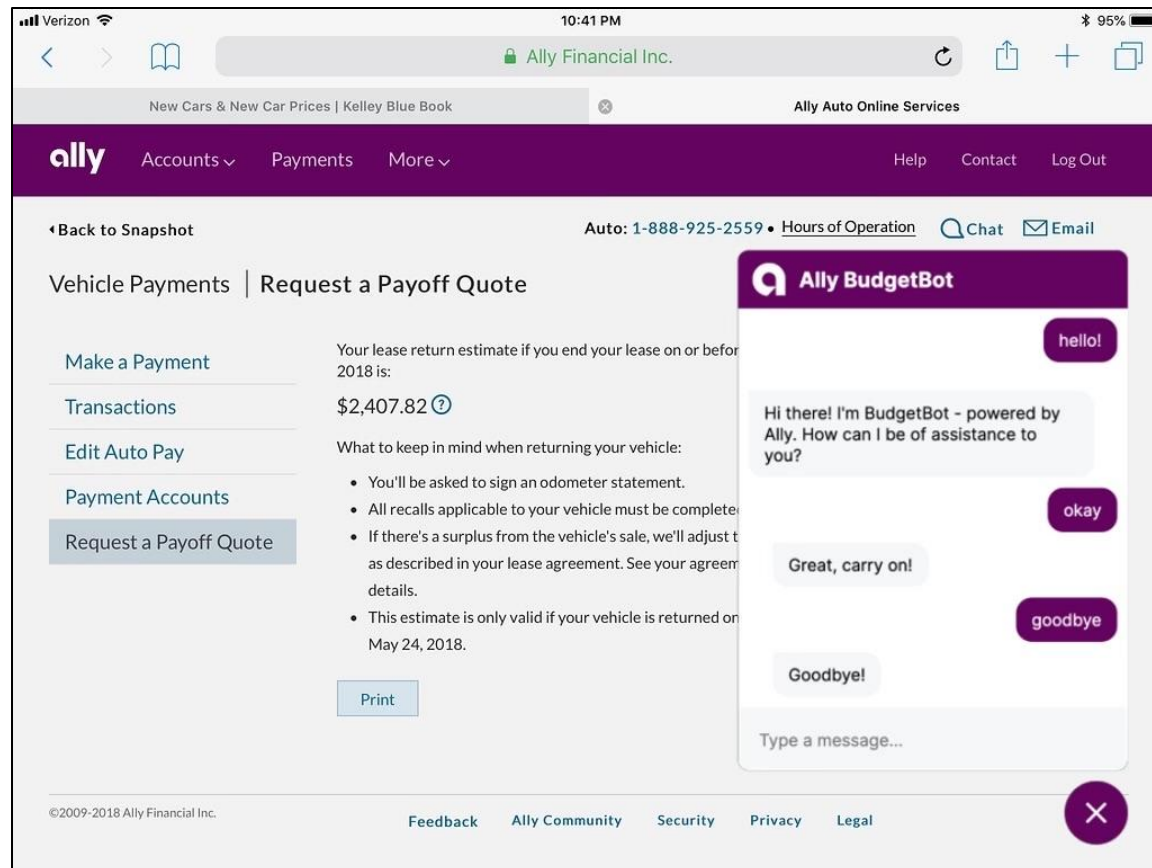 Verizon 10:41 PM 95%
Ally Financial Inc.
New Cars & New Car Prices | Kelley Blue Book Ally Auto Online Services
ally Accounts Payments More Help Contact Log Out
Back to Snapshot Auto: 1-888-925-2559 • Hours of Operation Chat Email
Vehicle Payments | Request a Payoff Quote
Make a Payment
Transactions
Edit Auto Pay
Payment Accounts
Request a Payoff Quote
Your lease return estimate if you end your lease on or befor
2018 is:
$2,407.82 ?
What to keep in mind when returning your vehicle:
• You'll be asked to sign an odometer statement.
• All recalls applicable to your vehicle must be complete
• If there's a surplus from the vehicle's sale, we'll adjust t
as described in your lease agreement. See your agreem
details.
• This estimate is only valid if your vehicle is returned or
May 24, 2018.
Print
Ally BudgetBot
hello!
Hi there! I'm BudgetBot - powered by
Ally. How can I be of assistance to
you?
okay
Great, carry on!
goodbye
Goodbye!
Type a message...
©2009-2018 Ally Financial Inc.
Feedback Ally Community Security Privacy Legal